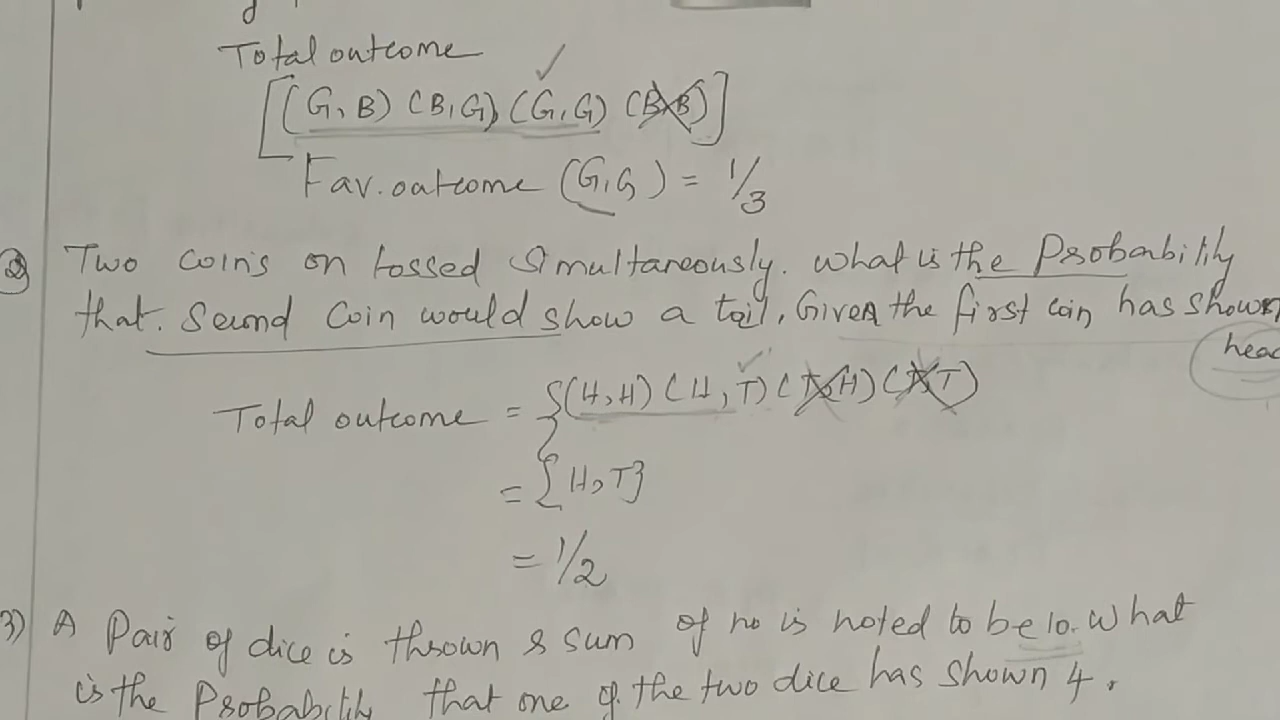 Total outcome
[(G, B) (B, G), (G, G) (B, B)]
Fav. outcome (G, G) = 1/3
2) Two coins on tossed simultaneously. What is the Probability
that. Second Coin would show a tail, Given the first coin has shown
head
Total outcome = {(H, H) (H, T) (T, H) (T, T)
= {H, T}
= 1/2
3) A Pair of dice is thrown & sum of no is noted to be 10. What
is the Probability that one of the two dice has shown 4.